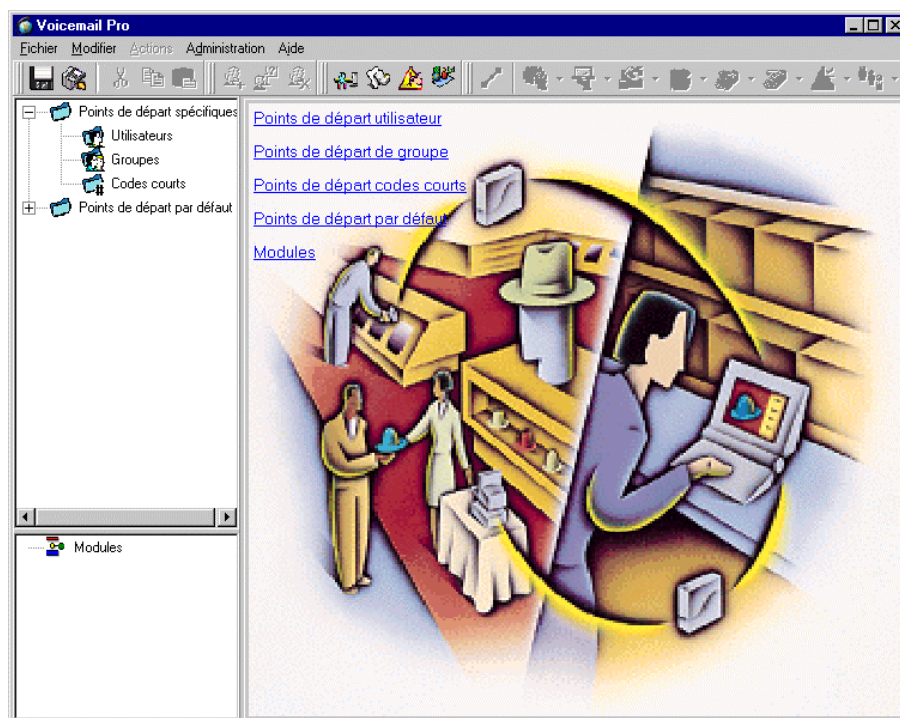 Voicemail Pro
Fichier Modifier Actions Administration Aide
Points de départ spécifiques
Utilisateurs
Groupes
Codes courts
Points de départ par défaut
Modules
Points de départ utilisateur
Points de départ de groupe
Points de départ codes courts
Points de départ par défaut
Modules